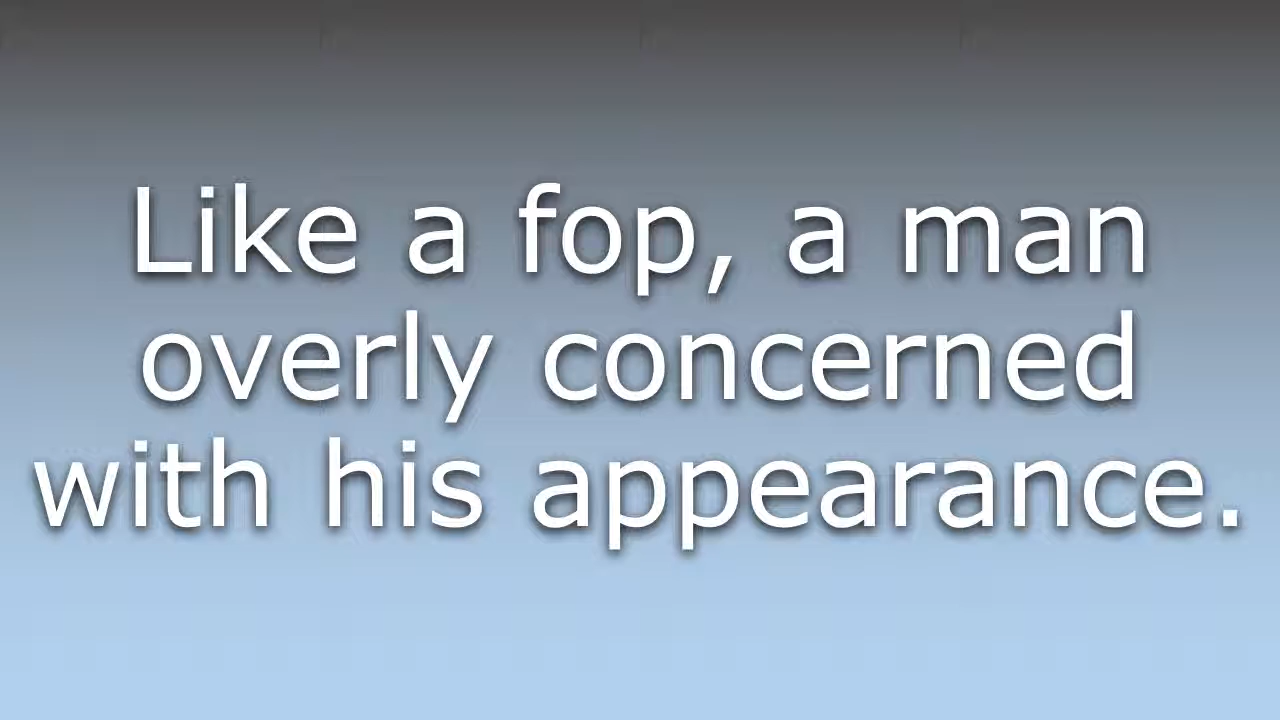 Like a fop, a man
overly concerned
with his appearance.